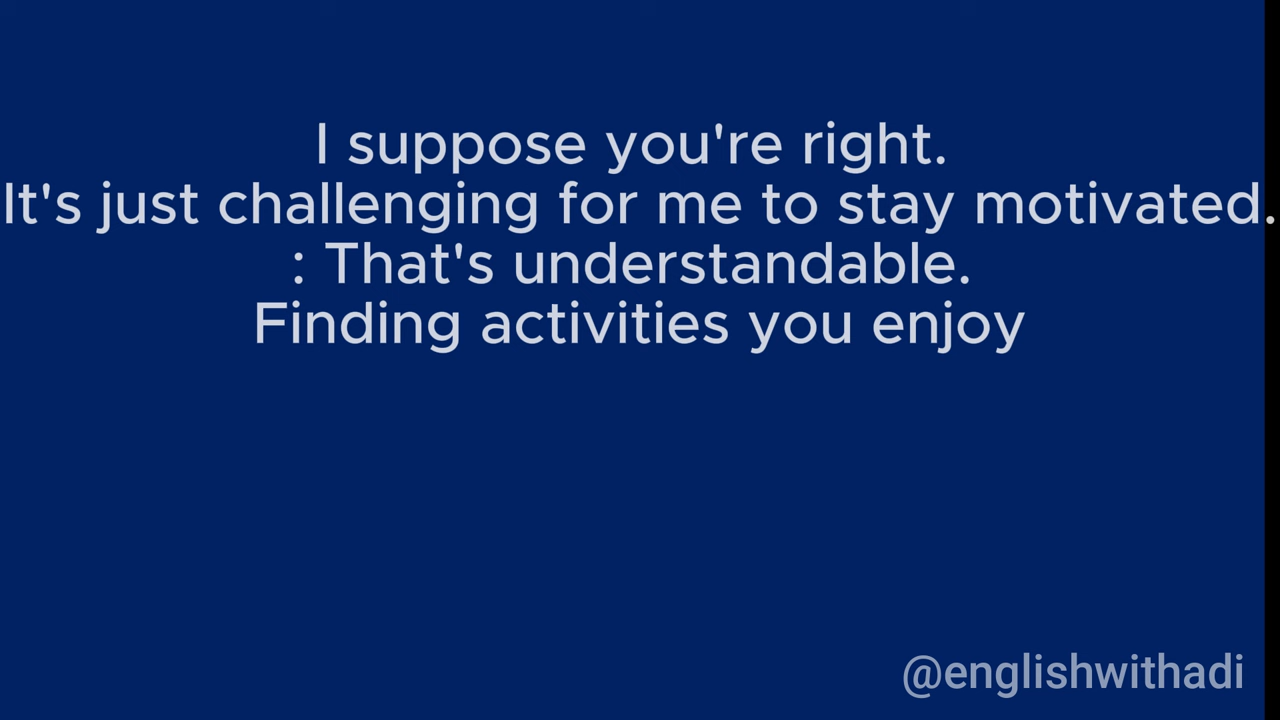 I suppose you're right.
It's just challenging for me to stay motivated.
: That's understandable.
Finding activities you enjoy
@englishwithadi